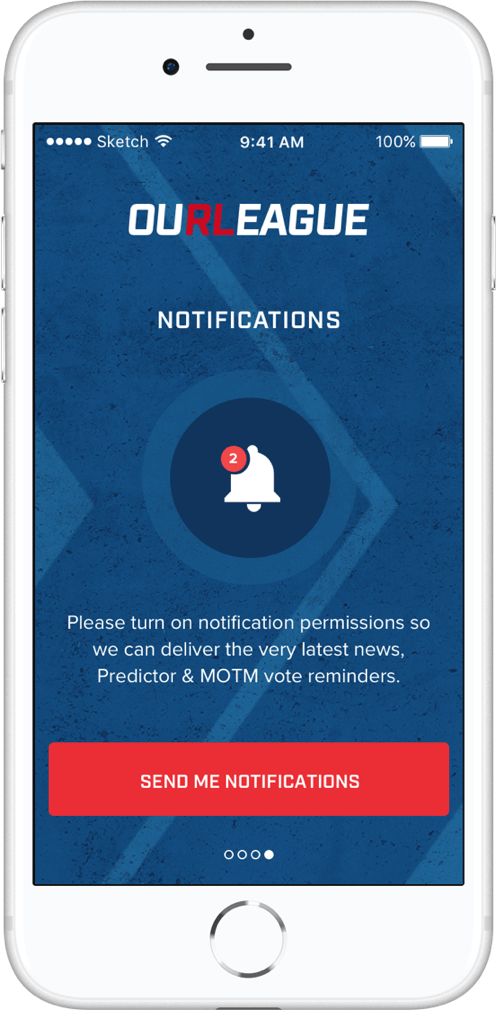 Sketch 9:41 AM 100%
OURLEAGUE
NOTIFICATIONS
2
Please turn on notification permissions so
we can deliver the very latest news,
Predictor & MOTM vote reminders.
SEND ME NOTIFICATIONS